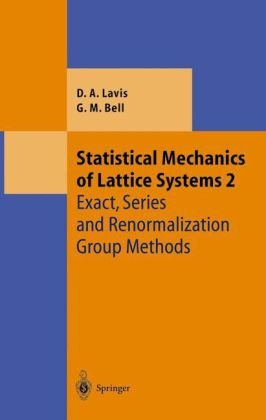 D. A. Lavis
G. M. Bell
Statistical Mechanics
of Lattice Systems 2
Exact, Series
and Renormalization
Group Methods
Springer